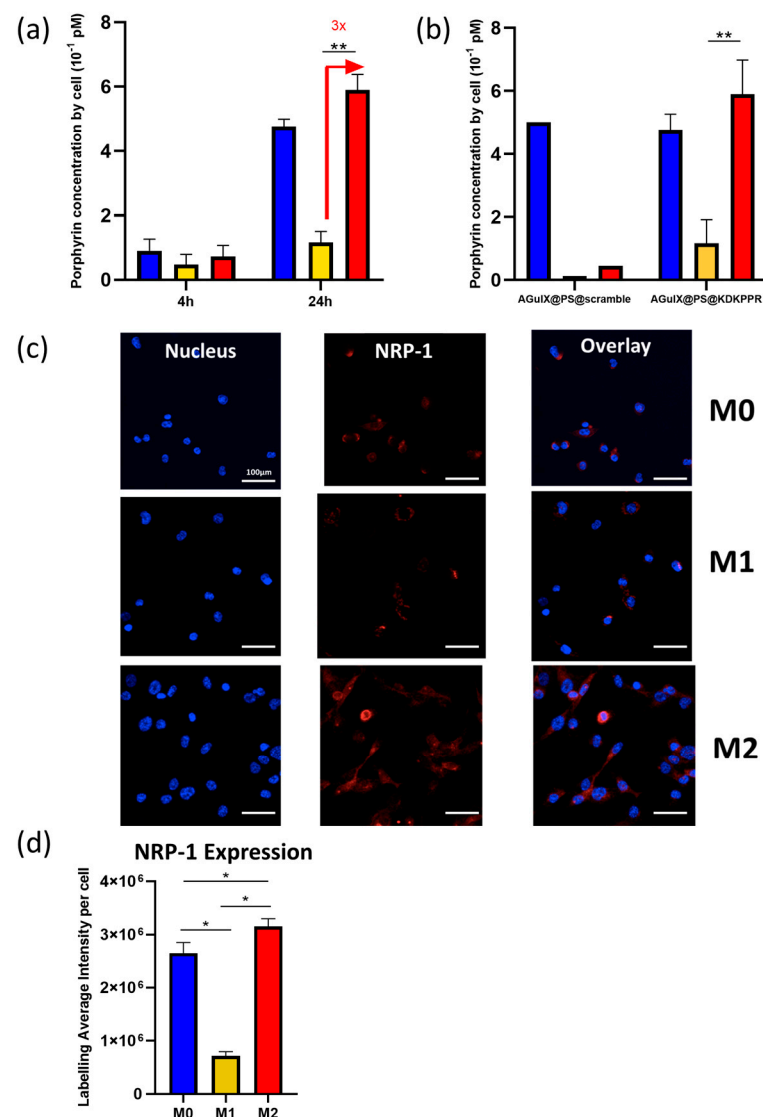 (a)
Porphyrin concentration by cell (10⁻¹ pM)
8
6
4
2
0
3x
**
4h
24h
(b)
Porphyrin concentration by cell (10⁻¹ pM)
8
6
4
2
0
**
AGuIX@PS@scramble
AGuIX@PS@KDKPPR
(c)
Nucleus
NRP-1
Overlay
100µm
M0
M1
M2
(d)
NRP-1 Expression
Labelling Average Intensity per cell
4×10⁶
3×10⁶
2×10⁶
1×10⁶
0
*
*
*
M0
M1
M2